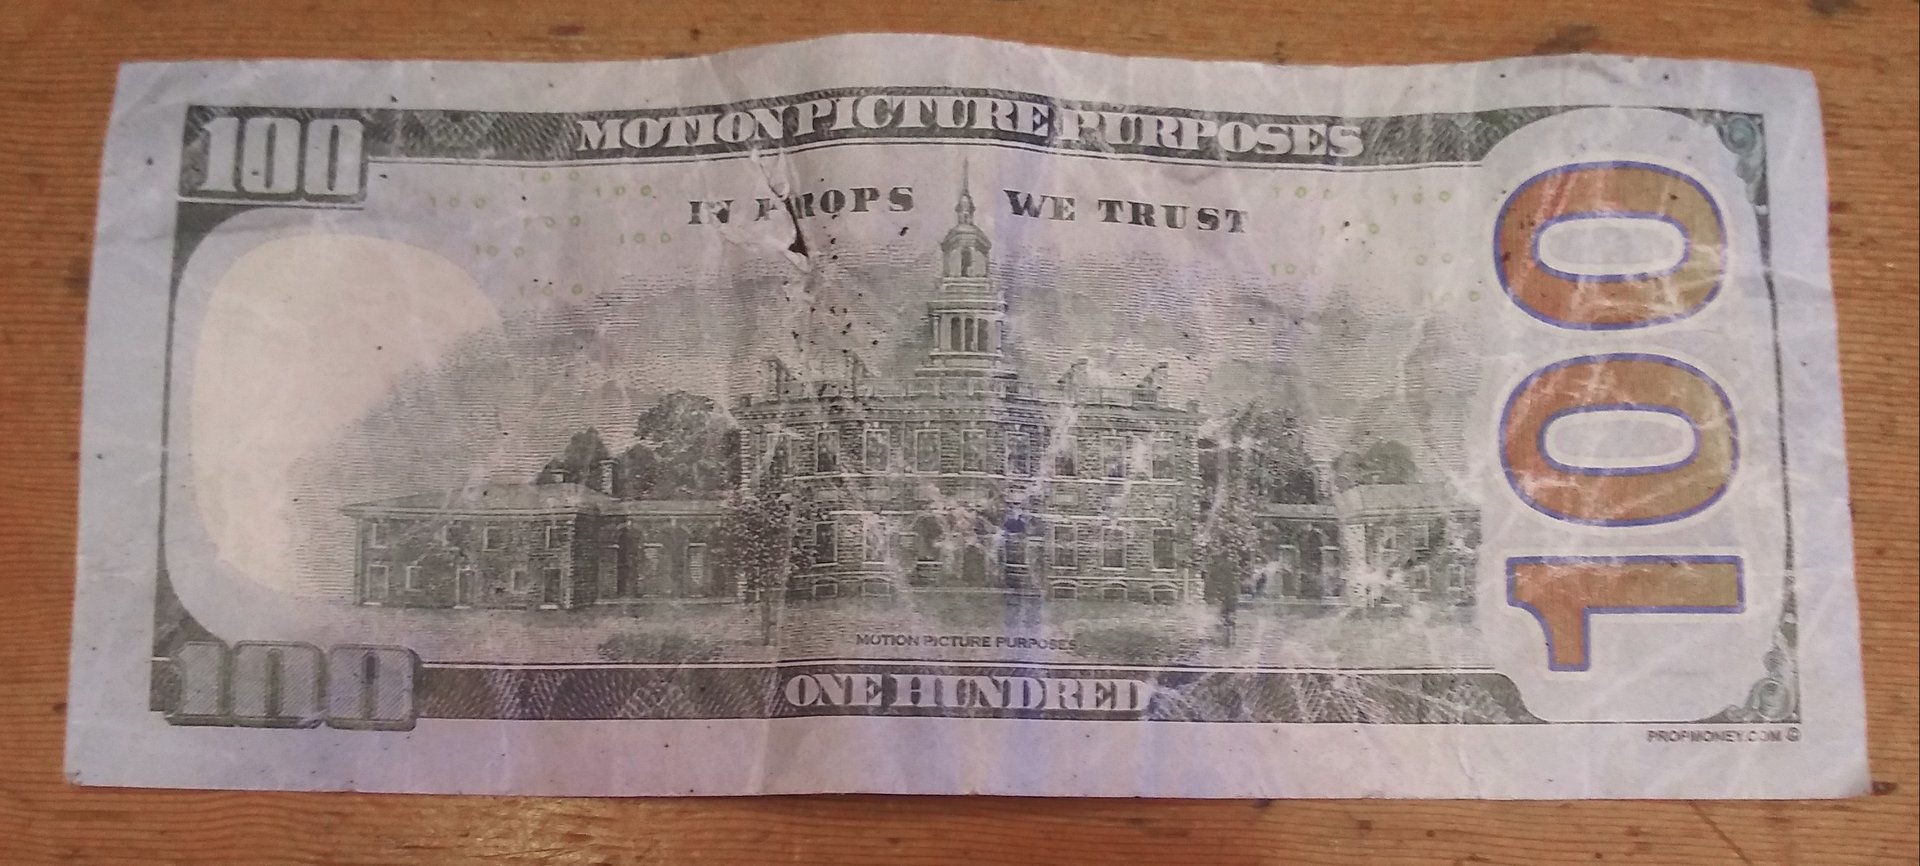 100
MOTION PICTURE PURPOSES
IN PROPS WE TRUST
100
MOTION PICTURE PURPOSES
ONE HUNDRED
100
PROPMONEY.COM